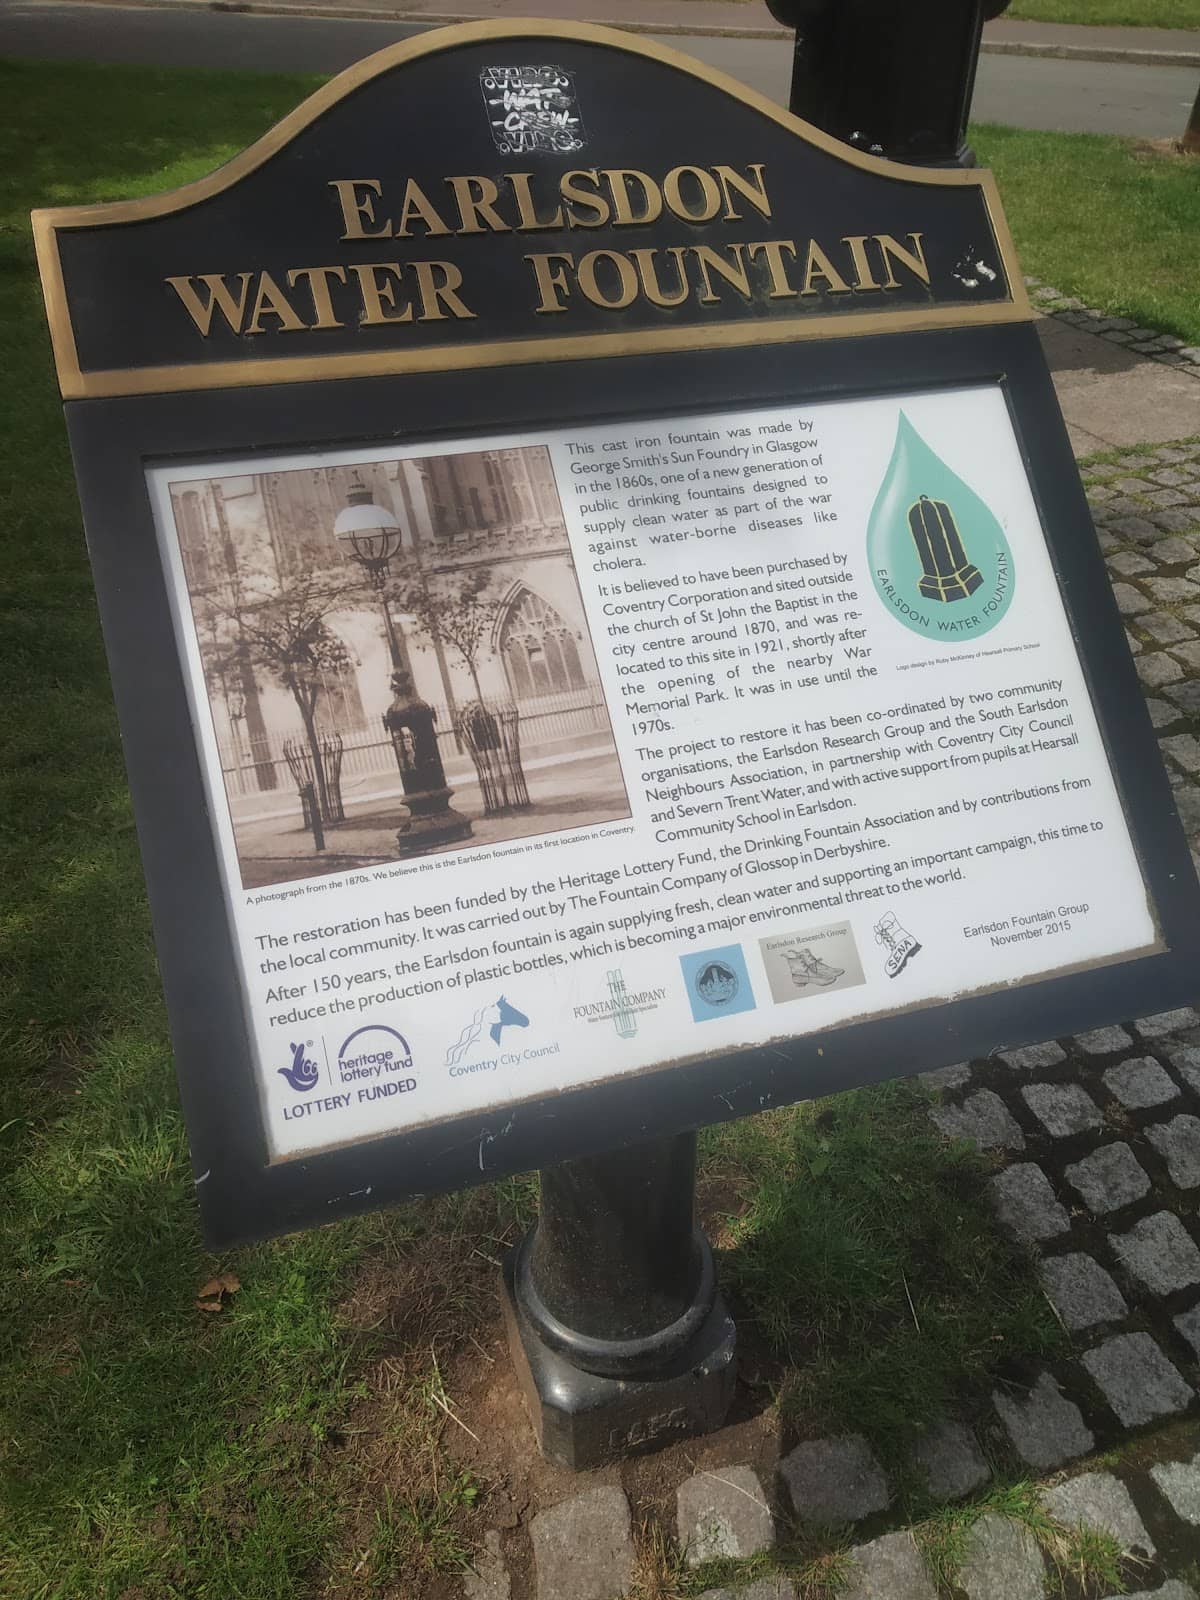 WAT
CREW
EARLSDON
WATER FOUNTAIN
This cast iron fountain was made by
George Smith's Sun Foundry in Glasgow
in the 1860s, one of a new generation of
public drinking fountains designed to
supply clean water as part of the war
against water-borne diseases like
cholera.
It is believed to have been purchased by
Coventry Corporation and sited outside
the church of St John the Baptist in the
city centre around 1870, and was re-
located to this site in 1921, shortly after
the opening of the nearby War
Memorial Park. It was in use until the
1970s.
EARLSDON WATER FOUNTAIN
Logo design by Ruby McKinney of Hearsall Primary School
The project to restore it has been co-ordinated by two community
organisations, the Earlsdon Research Group and the South Earlsdon
Neighbours Association, in partnership with Coventry City Council
and Severn Trent Water, and with active support from pupils at Hearsall
Community School in Earlsdon.
A photograph from the 1870s. We believe this is the Earlsdon fountain in its first location in Coventry.
The restoration has been funded by the Heritage Lottery Fund, the Drinking Fountain Association and by contributions from
the local community. It was carried out by The Fountain Company of Glossop in Derbyshire.
After 150 years, the Earlsdon fountain is again supplying fresh, clean water and supporting an important campaign, this time to
reduce the production of plastic bottles, which is becoming a major environmental threat to the world.
Earlsdon Fountain Group
November 2015
heritage
lottery fund
LOTTERY FUNDED
Coventry City Council
THE
FOUNTAIN COMPANY
Earlsdon Research Group
SENA